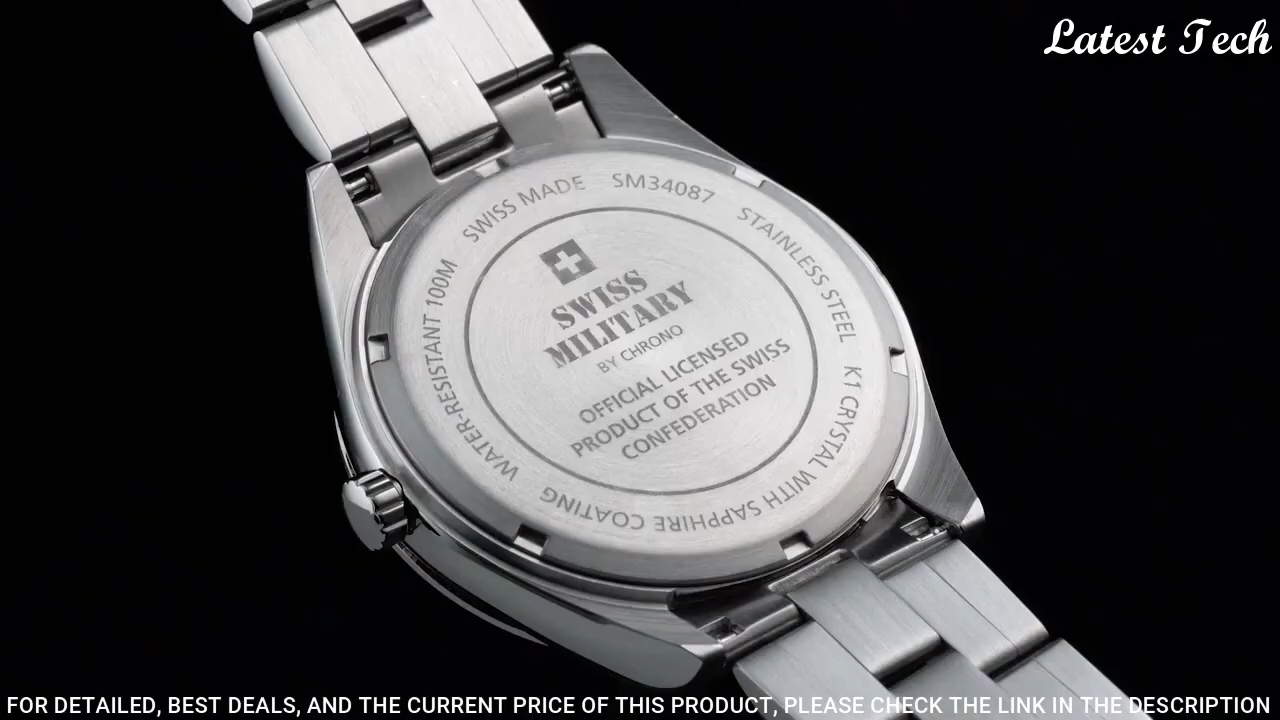 Latest Tech
SWISS MADE
SM34087
STAINLESS STEEL
K1 CRYSTAL WITH SAPPHIRE COATING
WATER-RESISTANT 100M
SWISS
MILITARY
BY CHRONO
OFFICIAL LICENSED
PRODUCT OF THE SWISS
CONFEDERATION
FOR DETAILED, BEST DEALS, AND THE CURRENT PRICE OF THIS PRODUCT, PLEASE CHECK THE LINK IN THE DESCRIPTION